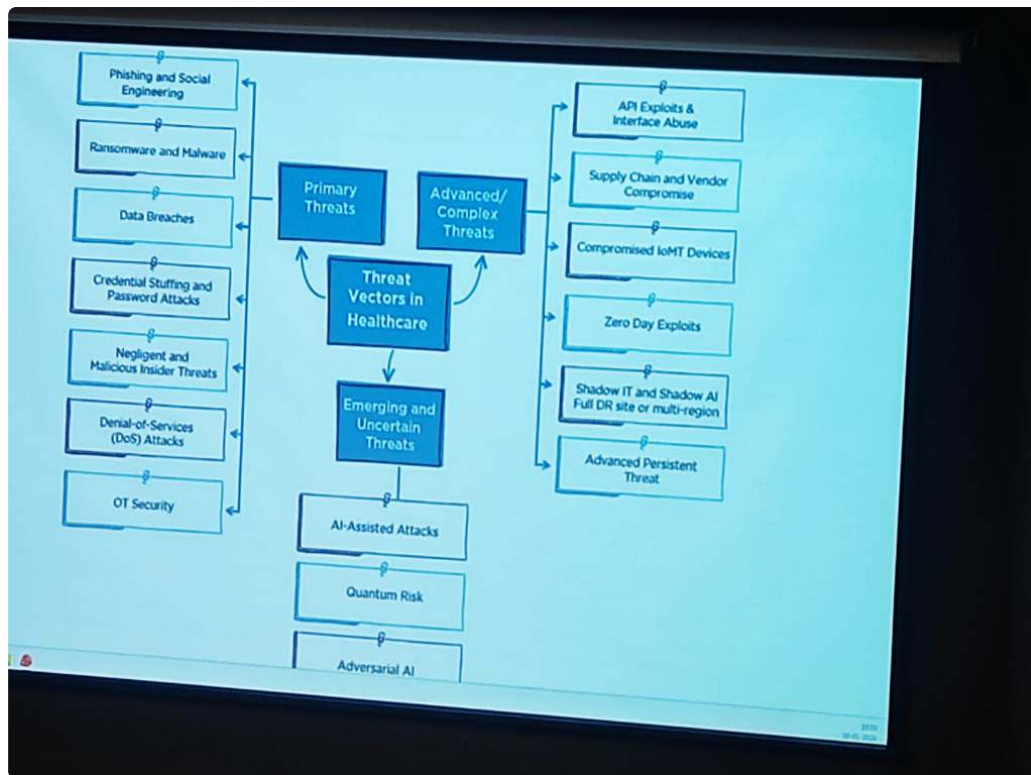 Phishing and Social
Engineering
Ransomware and Malware
Data Breaches
Credential Stuffing and
Password Attacks
Negligent and
Malicious Insider Threats
Denial-of-Services
(DoS) Attacks
OT Security
Primary
Threats
Advanced/
Complex
Threats
Threat
Vectors in
Healthcare
Emerging and
Uncertain
Threats
AI-Assisted Attacks
Quantum Risk
Adversarial AI
API Exploits &
Interface Abuse
Supply Chain and Vendor
Compromise
Compromised IoMT Devices
Zero Day Exploits
Shadow IT and Shadow AI
Full DR site or multi-region
Advanced Persistent
Threat